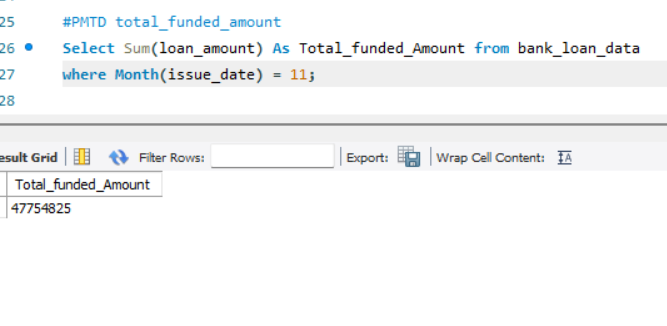 25 #PMTD total_funded_amount
26 Select Sum(loan_amount) As Total_funded_Amount from bank_loan_data
27 where Month(issue_date) = 11;
28
esult Grid Filter Rows: Export: Wrap Cell Content: IA
Total_funded_Amount
47754825